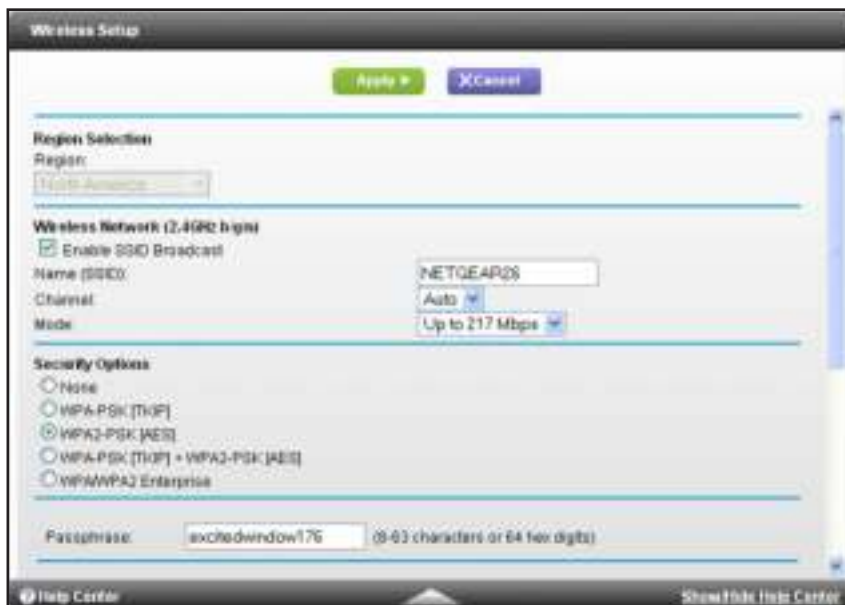 Wireless Setup
Apply
X Cancel
Region Selection
Region:
North America
Wireless Network (2.4GHz b/g/n)
Enable SSID Broadcast
Name (SSID): NETGEAR26
Channel: Auto
Mode: Up to 217 Mbps
Security Options
None
WPA-PSK [TKIP]
WPA2-PSK [AES]
WPA-PSK [TKIP] + WPA2-PSK [AES]
WPA/WPA2 Enterprise
Passphrase: excitedwindow176 (8-63 characters or 64 hex digits)
Help Center Show/Hide Help Center